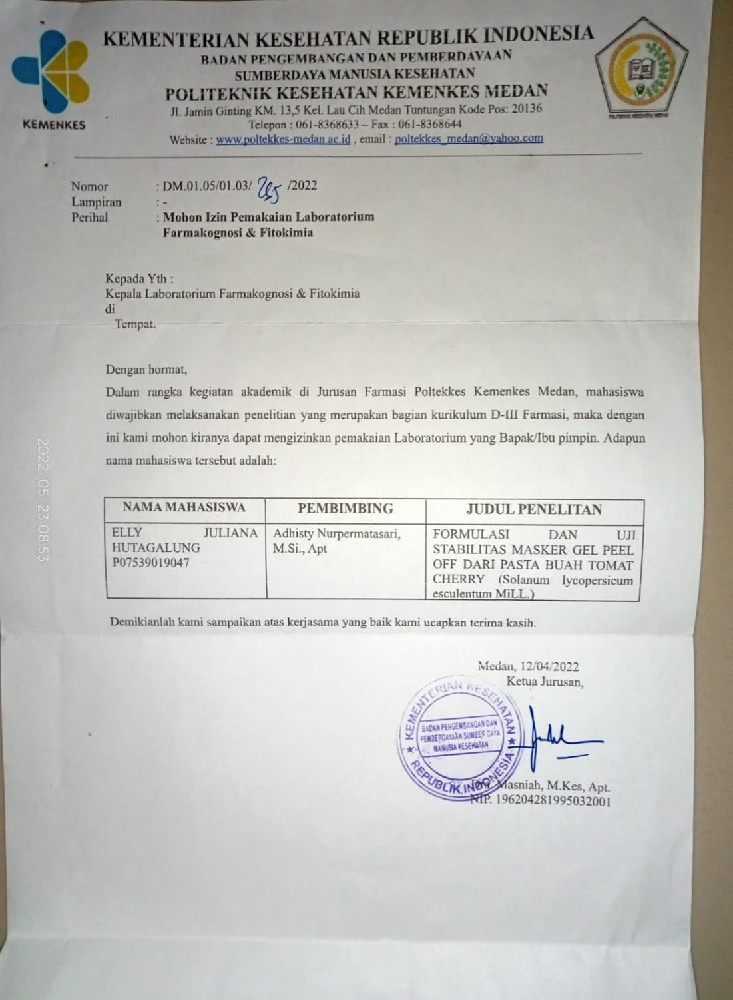 KEMENTERIAN KESEHATAN REPUBLIK INDONESIA
BADAN PENGEMBANGAN DAN PEMBERDAYAAN
SUMBERDAYA MANUSIA KESEHATAN
POLITEKNIK KESEHATAN KEMENKES MEDAN
Jl. Jamin Ginting KM. 13,5 Kel. Lau Cih Medan Tuntungan Kode Pos: 20136
Telepon : 061-8368633 – Fax : 061-8368644
Website : www.poltekkes-medan.ac.id , email : poltekkes_medan@yahoo.com
KEMENKES
POLITEKNIK KESEHATAN MEDAN
Nomor : DM.01.05/01.03/ /2022
Lampiran : -
Perihal : Mohon Izin Pemakaian Laboratorium
Farmakognosi & Fitokimia
Kepada Yth :
Kepala Laboratorium Farmakognosi & Fitokimia
di
Tempat.
Dengan hormat,
Dalam rangka kegiatan akademik di Jurusan Farmasi Poltekkes Kemenkes Medan, mahasiswa
diwajibkan melaksanakan penelitian yang merupakan bagian kurikulum D-III Farmasi, maka dengan
ini kami mohon kiranya dapat mengizinkan pemakaian Laboratorium yang Bapak/Ibu pimpin. Adapun
nama mahasiswa tersebut adalah:
NAMA MAHASISWA PEMBIMBING JUDUL PENELITAN
ELLY JULIANA
HUTAGALUNG
P07539019047
Adhisty Nurpermatasari,
M.Si., Apt
FORMULASI DAN UJI
STABILITAS MASKER GEL PEEL
OFF DARI PASTA BUAH TOMAT
CHERRY (Solanum lycopersicum
esculentum MiLL.)
Demikianlah kami sampaikan atas kerjasama yang baik kami ucapkan terima kasih.
Medan, 12/04/2022
Ketua Jurusan,
KEMENTERIAN KESEHATAN
BADAN PENGEMBANGAN DAN
PEMBERDAYAAN SUMBER DAYA
MANUSIA KESEHATAN
REPUBLIK INDONESIA
Dra. Masniah, M.Kes, Apt.
NIP. 196204281995032001
2022/05/23 08:53